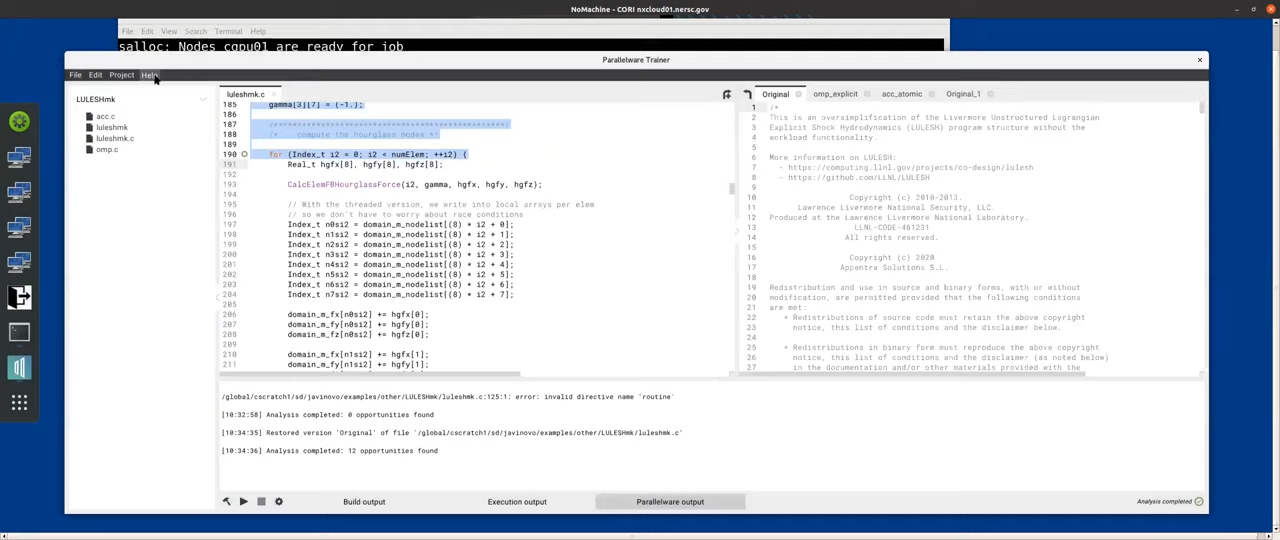 NoMachine - CORI nxcloud01.nersc.gov
File Edit View Search Terminal Help
salloc: Nodes cgpu01 are ready for job
Parallelware Trainer
File Edit Project Help
LULESHmk
acc.c
luleshmk
luleshmk.c
omp.c
luleshmk.c
185 gamma[3][7] = (-1.);
186
187 /*************************************************/
188 /*    compute the hourglass modes */
189
190 for (Index_t i2 = 0; i2 < numElem; ++i2) {
191 Real_t hgfx[8], hgfy[8], hgfz[8];
192
193 CalcElemFBHourglassForce(i2, gamma, hgfx, hgfy, hgfz);
194
195 // With the threaded version, we write into local arrays per elem
196 // so we don't have to worry about race conditions
197 Index_t n0si2 = domain_m_nodelist[(8) * i2 + 0];
198 Index_t n1si2 = domain_m_nodelist[(8) * i2 + 1];
199 Index_t n2si2 = domain_m_nodelist[(8) * i2 + 2];
200 Index_t n3si2 = domain_m_nodelist[(8) * i2 + 3];
201 Index_t n4si2 = domain_m_nodelist[(8) * i2 + 4];
202 Index_t n5si2 = domain_m_nodelist[(8) * i2 + 5];
203 Index_t n6si2 = domain_m_nodelist[(8) * i2 + 6];
204 Index_t n7si2 = domain_m_nodelist[(8) * i2 + 7];
205
206 domain_m_fx[n0si2] += hgfx[0];
207 domain_m_fy[n0si2] += hgfy[0];
208 domain_m_fz[n0si2] += hgfz[0];
209
210 domain_m_fx[n1si2] += hgfx[1];
211 domain_m_fy[n1si2] += hgfy[1];
Original omp_explicit acc_atomic Original_1
1 /*
2 This is an oversimplification of the Livermore Unstructured Lagrangian
3 Explicit Shock Hydrodynamics (LULESH) program structure without the
4 workload functionality.
5
6 More information on LULESH:
7 - https://computing.llnl.gov/projects/co-design/lulesh
8 - https://github.com/LLNL/LULESH
9
10 Copyright (c) 2010-2013.
11 Lawrence Livermore National Security, LLC.
12 Produced at the Lawrence Livermore National Laboratory.
13 LLNL-CODE-461231
14 All rights reserved.
15
16 Copyright (c) 2020
17 Appentra Solutions S.L.
18
19 Redistribution and use in source and binary forms, with or without
20 modification, are permitted provided that the following conditions
21 are met:
22 * Redistributions of source code must retain the above copyright
23 notice, this list of conditions and the disclaimer below.
24
25 * Redistributions in binary form must reproduce the above copyright
26 notice, this list of conditions and the disclaimer (as noted below)
27 in the documentation and/or other materials provided with the
/global/cscratch1/sd/javinovo/examples/other/LULESHmk/luleshmk.c:125:1: error: invalid directive name 'routine'
[10:32:58] Analysis completed: 0 opportunities found
[10:34:35] Restored version 'Original' of file '/global/cscratch1/sd/javinovo/examples/other/LULESHmk/luleshmk.c'
[10:34:36] Analysis completed: 12 opportunities found
Build output Execution output Parallelware output Analysis completed